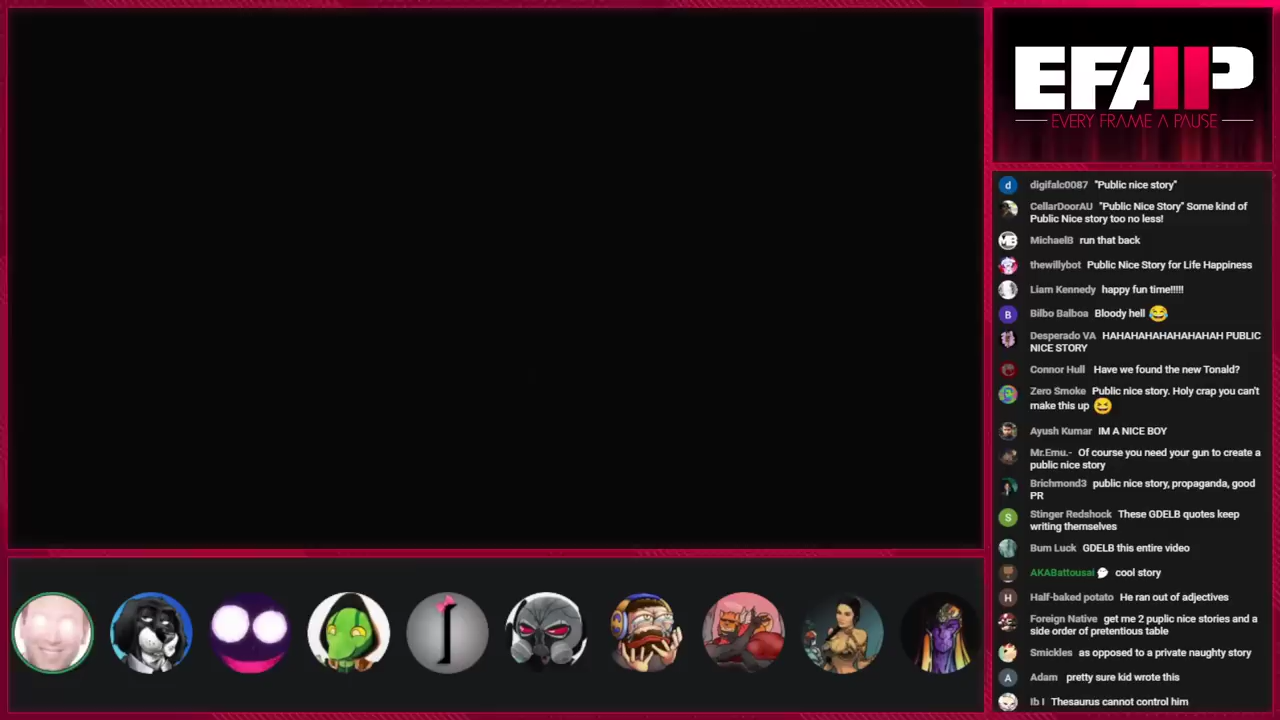 EFAP
EVERY FRAME A PAUSE
d digifalc0087 "Public nice story"
CellarDoorAU "Public Nice Story" Some kind of
Public Nice story too no less!
MB MichaelB run that back
thewillybot Public Nice Story for Life Happiness
Liam Kennedy happy fun time!!!!!
B Bilbo Balboa Bloody hell 😂
Desperado VA HAHAHAHAHAHAHAH PUBLIC
NICE STORY
Connor Hull Have we found the new Tonald?
Zero Smoke Public nice story. Holy crap you can't
make this up 😆
Ayush Kumar IM A NICE BOY
Mr.Emu.- Of course you need your gun to create a
public nice story
Brichmond3 public nice story, propaganda, good
PR
S Stinger Redshock These GDELB quotes keep
writing themselves
Bum Luck GDELB this entire video
AKABattousai cool story
H Half-baked potato He ran out of adjectives
Foreign Native get me 2 puplic nice stories and a
side order of pretentious table
Smickles as opposed to a private naughty story
A Adam pretty sure kid wrote this
Ib I Thesaurus cannot control him